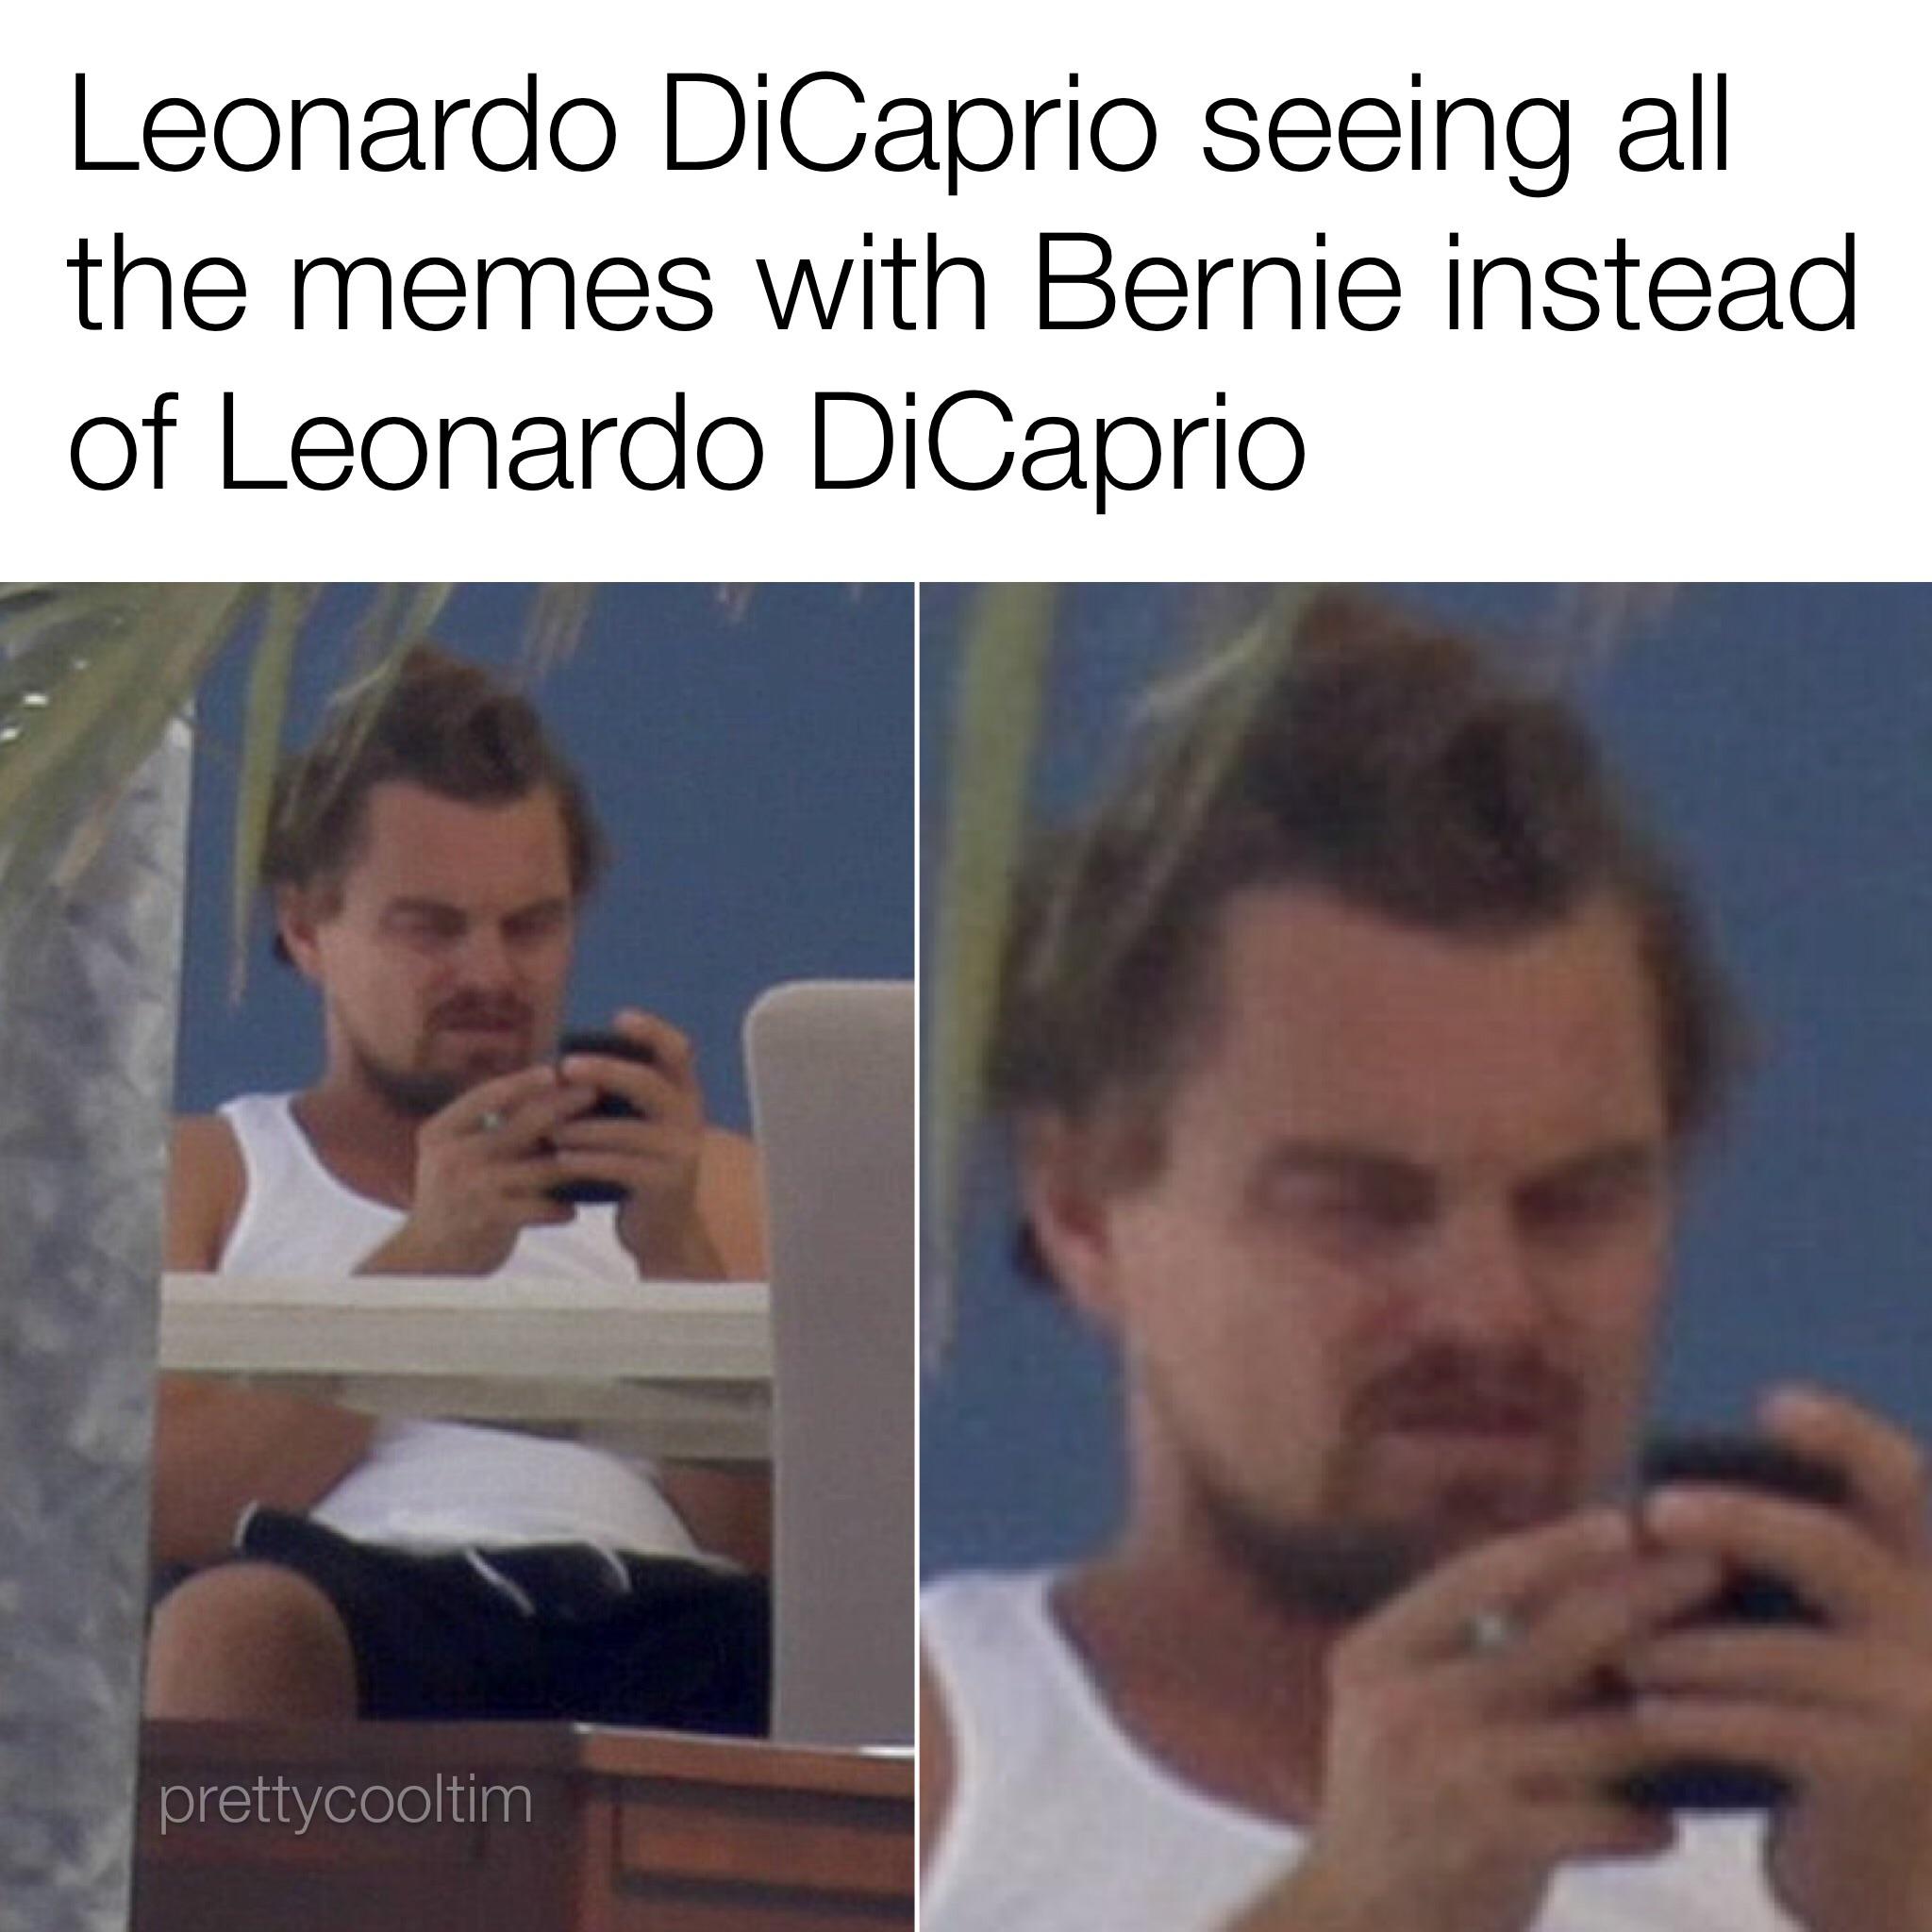 Leonardo DiCaprio seeing all
the memes with Bernie instead
of Leonardo DiCaprio
prettycooltim